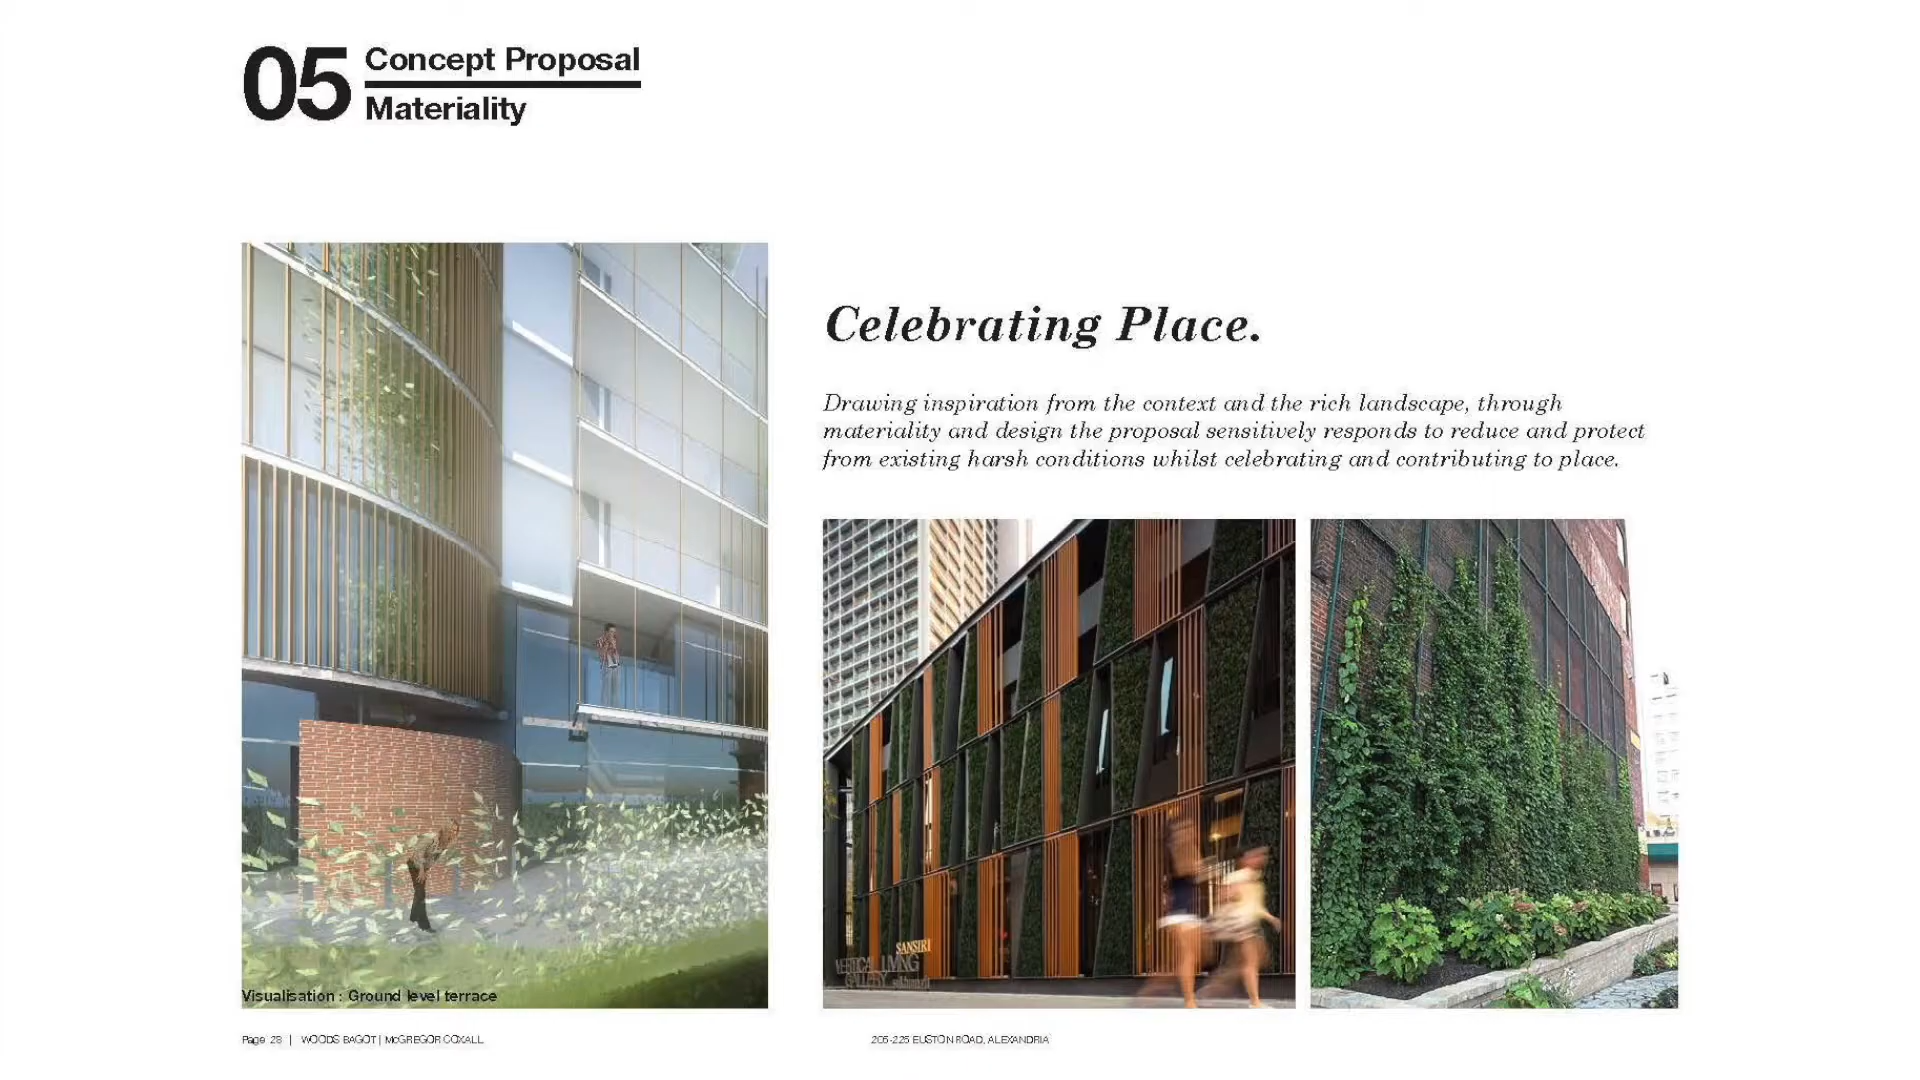 05 Concept Proposal
Materiality
Celebrating Place.
Drawing inspiration from the context and the rich landscape, through
materiality and design the proposal sensitively responds to reduce and protect
from existing harsh conditions whilst celebrating and contributing to place.
SANSIRI
VERTICAL LIVING
GALLERY
Visualisation : Ground level terrace
Page 28 | WOODS BAGOT | McGREGOR COXALL
205-225 EUSTON ROAD, ALEXANDRIA